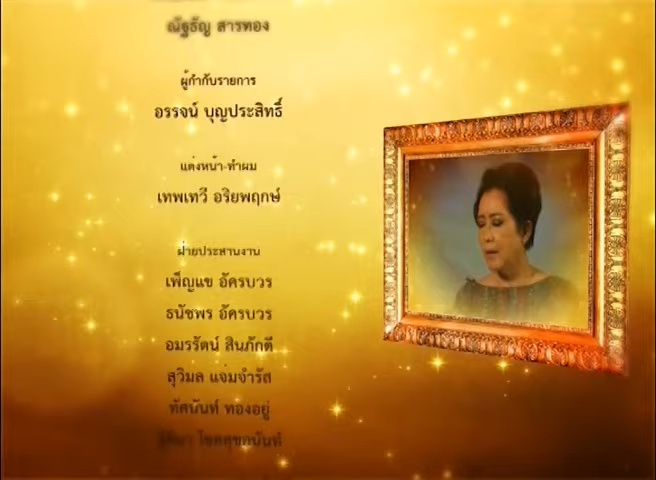 ณัฐธัญ สารทอง
ผู้กำกับรายการ
อรรจน์ บุญประสิทธิ์
แต่งหน้า-ทำผม
เทพเทวี อริยพฤกษ์
ฝ่ายประสานงาน
เพ็ญแข อัครบวร
ธนัชพร อัครบวร
อมรรัตน์ สินภักดี
สุวิมล แจ่มจำรัส
ทัศนันท์ ทองอยู่